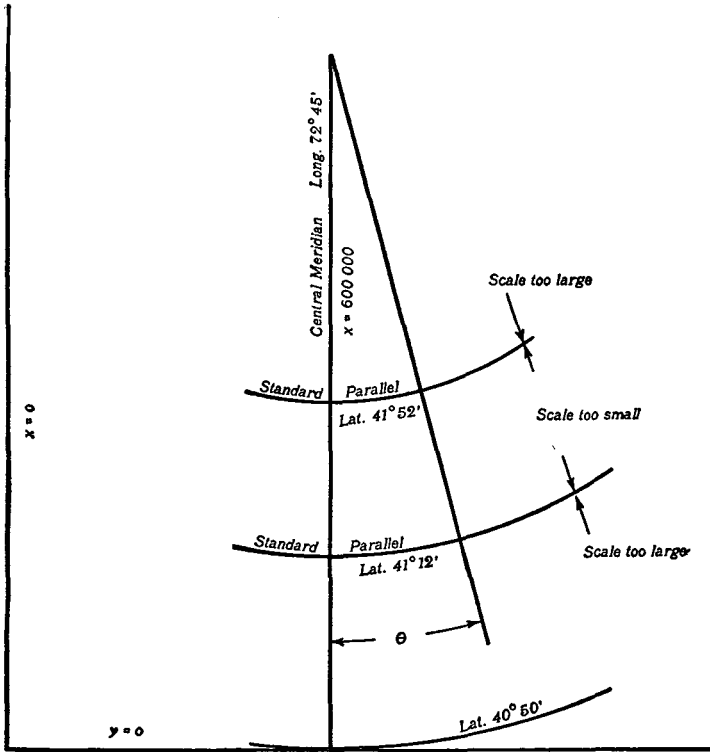 Central Meridian Long. 72°45'
x = 600 000
Scale too large
Standard Parallel
Lat. 41°52'
x = 0
Scale too small
Standard Parallel
Lat. 41°12'
Scale too large
θ
Lat. 40°50'
y = 0